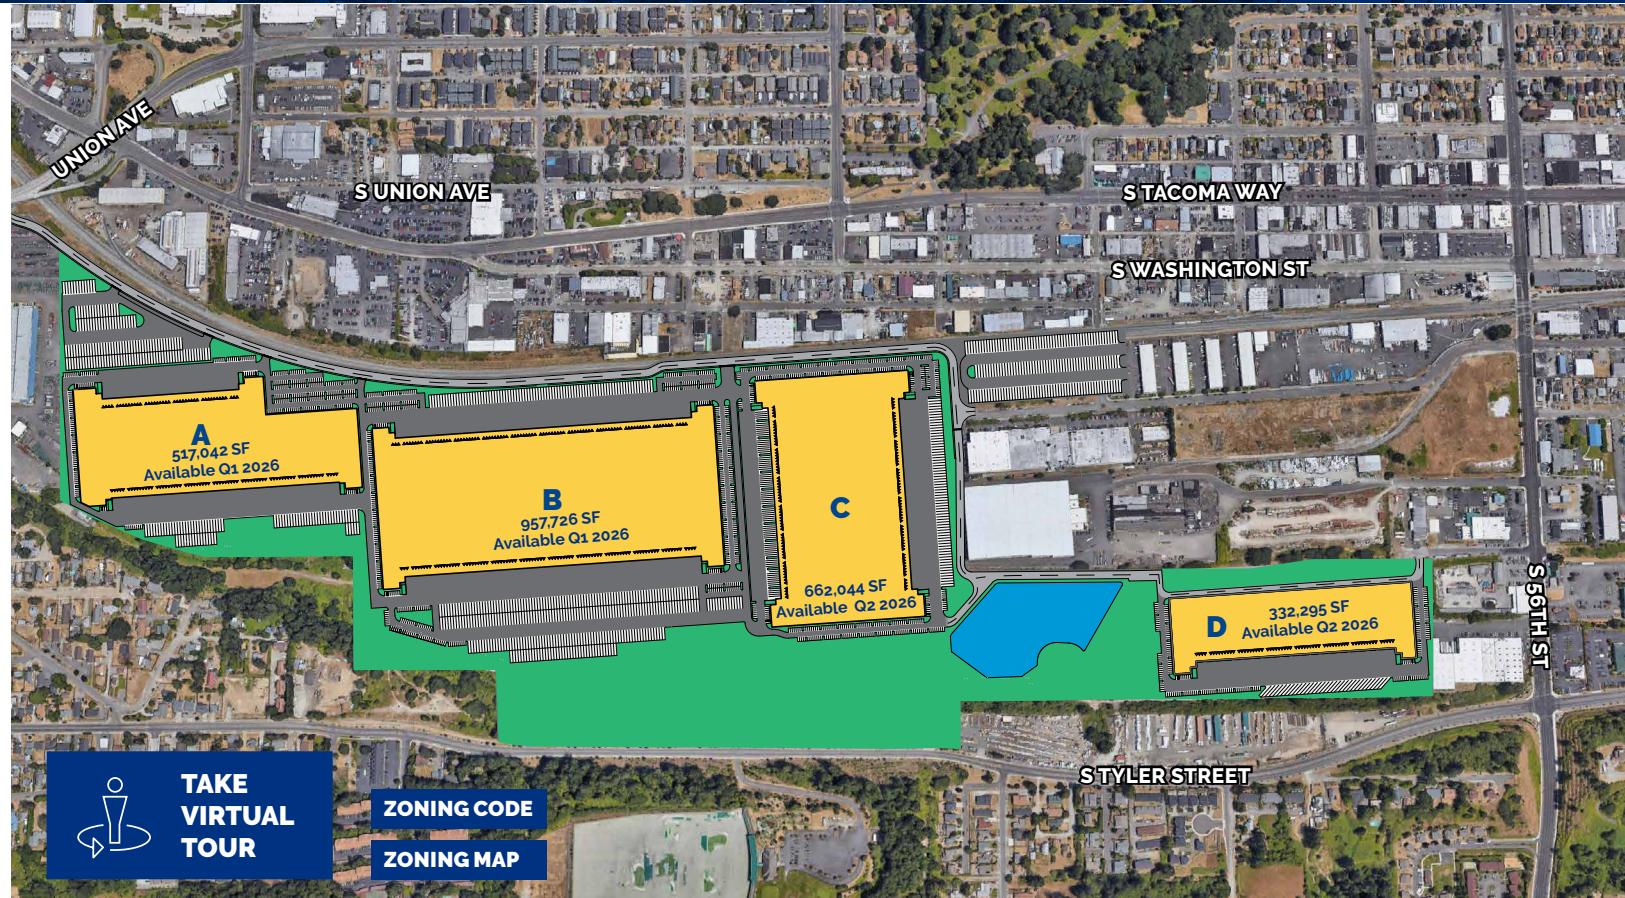 UNION AVE
S UNION AVE
S TACOMA WAY
S WASHINGTON ST
A
517,042 SF
Available Q1 2026
B
957,726 SF
Available Q1 2026
C
662,044 SF
Available Q2 2026
D
332,295 SF
Available Q2 2026
S 56TH ST
S TYLER STREET
TAKE
VIRTUAL
TOUR
ZONING CODE
ZONING MAP